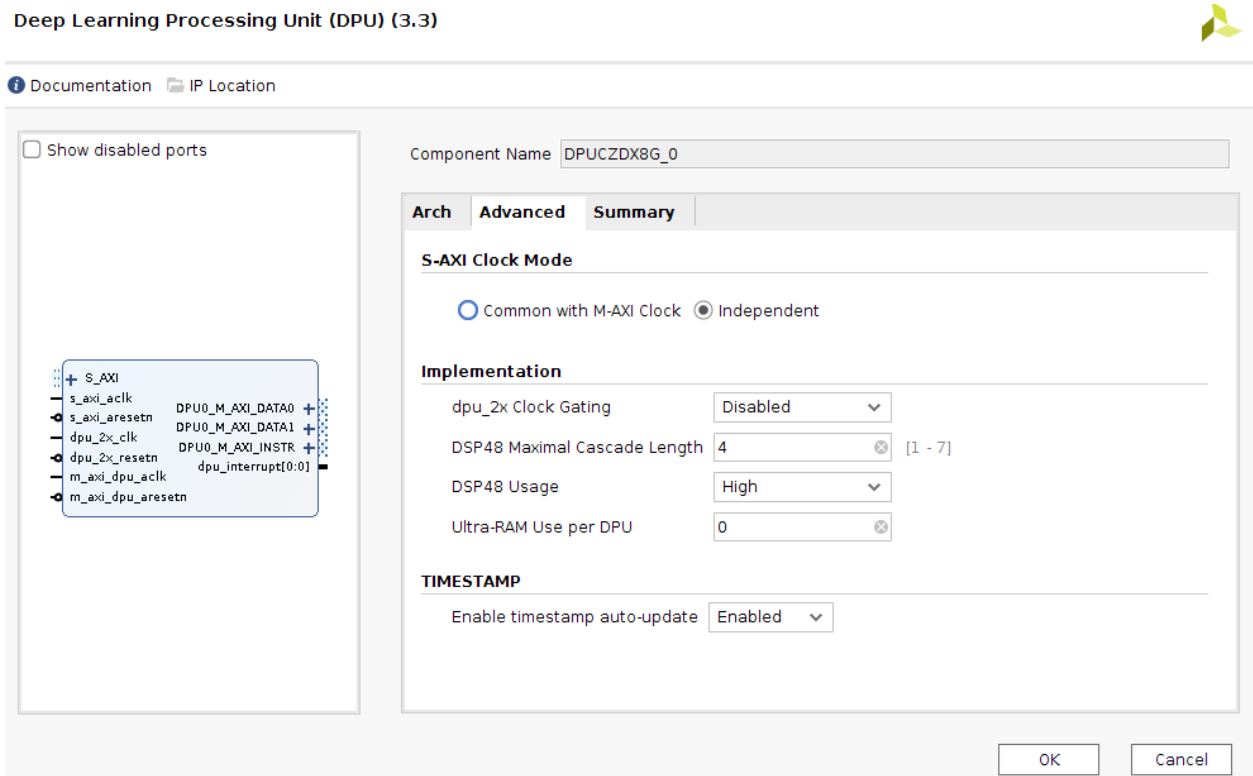 Deep Learning Processing Unit (DPU) (3.3)
Documentation IP Location
Show disabled ports
S_AXI
s_axi_aclk
s_axi_aresetn
dpu_2x_clk
dpu_2x_resetn
m_axi_dpu_aclk
m_axi_dpu_aresetn
DPU0_M_AXI_DATA0
DPU0_M_AXI_DATA1
DPU0_M_AXI_INSTR
dpu_interrupt[0:0]
Component Name DPUCZDX8G_0
Arch Advanced Summary
S-AXI Clock Mode
Common with M-AXI Clock Independent
Implementation
dpu_2x Clock Gating Disabled
DSP48 Maximal Cascade Length 4 [1 - 7]
DSP48 Usage High
Ultra-RAM Use per DPU 0
TIMESTAMP
Enable timestamp auto-update Enabled
OK Cancel